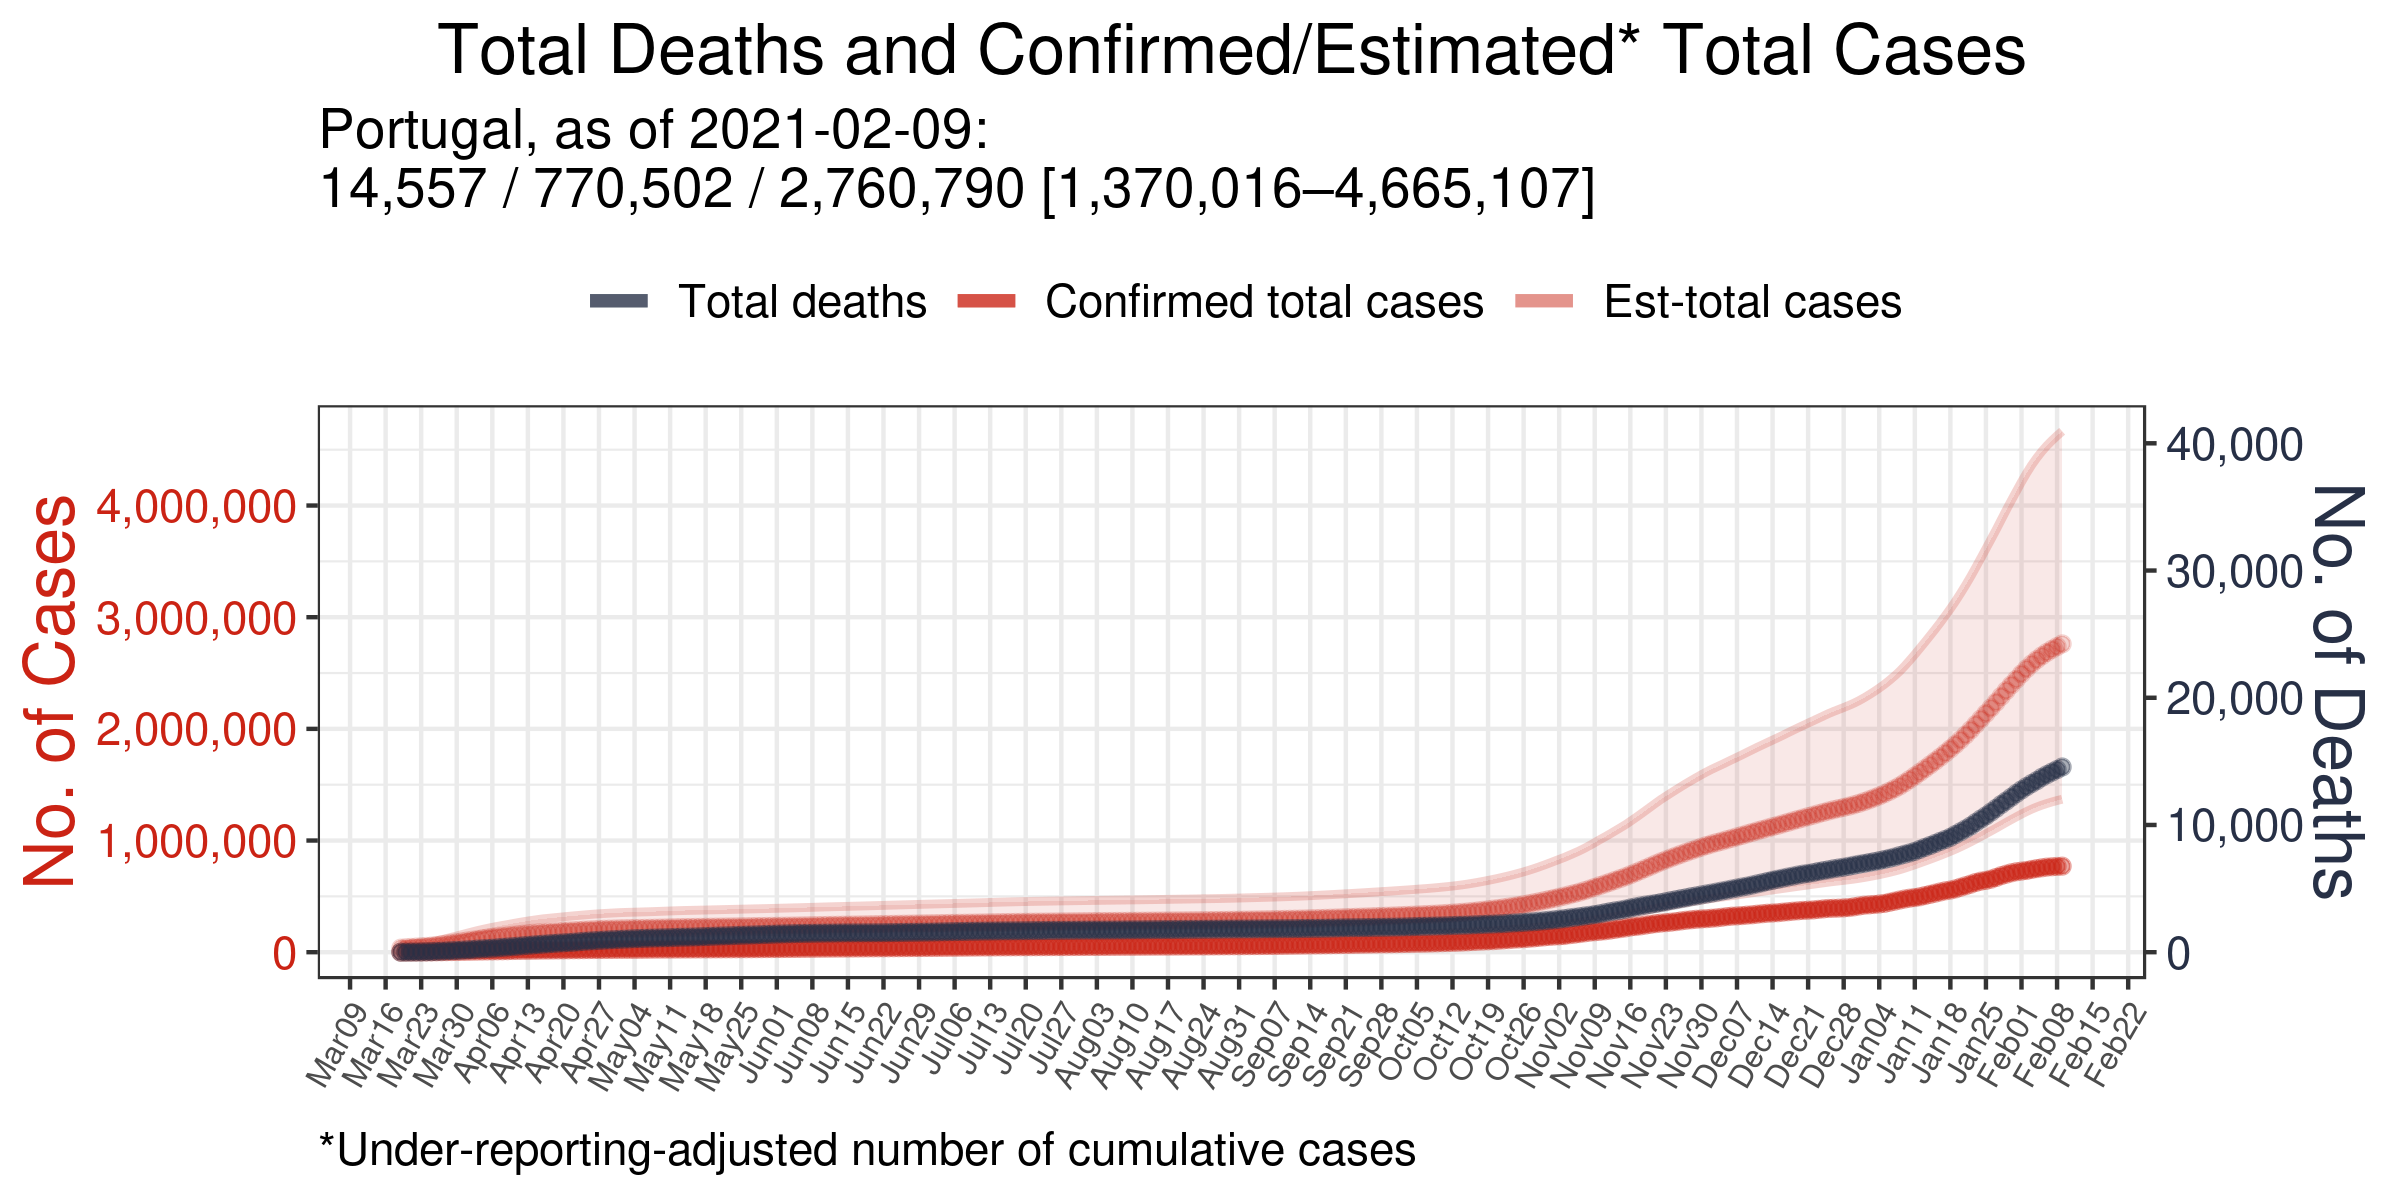 Total Deaths and Confirmed/Estimated* Total Cases
Portugal, as of 2021-02-09:
14,557 / 770,502 / 2,760,790 [1,370,016–4,665,107]
Total deaths
Confirmed total cases
Est-total cases
No. of Cases
4,000,000
3,000,000
2,000,000
1,000,000
0
40,000
30,000
20,000
10,000
0
No. of Deaths
Mar09
Mar16
Mar23
Mar30
Apr06
Apr13
Apr20
Apr27
May04
May11
May18
May25
Jun01
Jun08
Jun15
Jun22
Jun29
Jul06
Jul13
Jul20
Jul27
Aug03
Aug10
Aug17
Aug24
Aug31
Sep07
Sep14
Sep21
Sep28
Oct05
Oct12
Oct19
Oct26
Nov02
Nov09
Nov16
Nov23
Nov30
Dec07
Dec14
Dec21
Dec28
Jan04
Jan11
Jan18
Jan25
Feb01
Feb08
Feb15
Feb22
*Under-reporting-adjusted number of cumulative cases